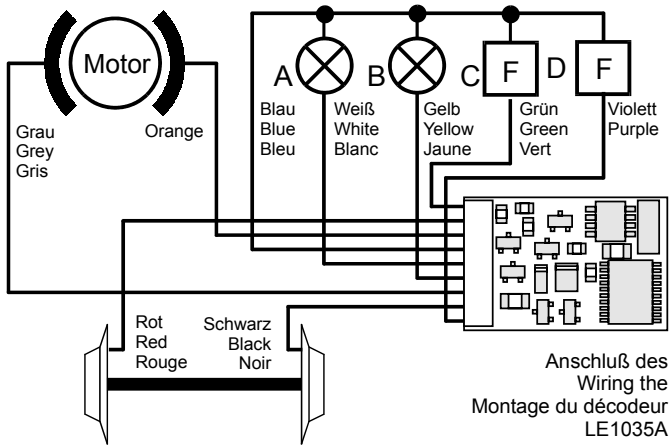 Motor
A
B
C
F
D
F
Grau
Grey
Gris
Orange
Blau
Blue
Bleu
Weiß
White
Blanc
Gelb
Yellow
Jaune
Grün
Green
Vert
Violett
Purple
Rot
Red
Rouge
Schwarz
Black
Noir
Anschluß des
Wiring the
Montage du décodeur
LE1035A